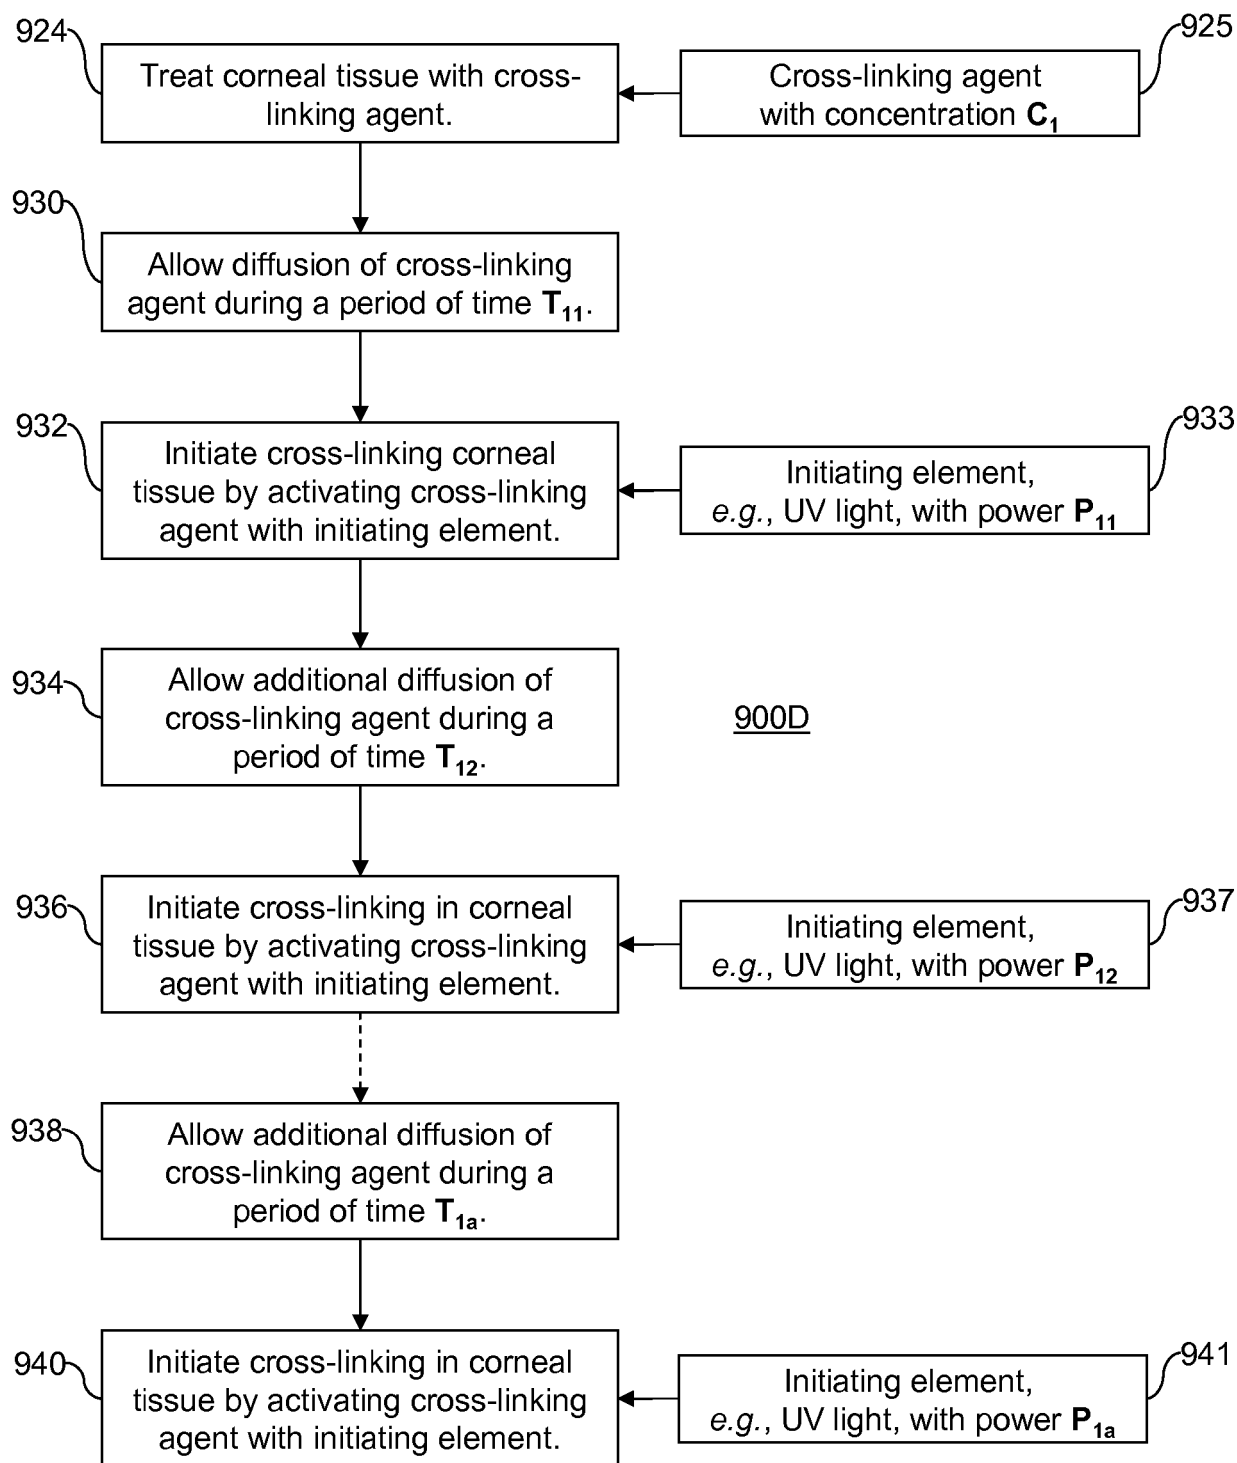 924
Treat corneal tissue with cross-
linking agent.
Cross-linking agent
with concentration C₁
925
930
Allow diffusion of cross-linking
agent during a period of time T₁₁.
932
Initiate cross-linking corneal
tissue by activating cross-linking
agent with initiating element.
Initiating element,
e.g., UV light, with power P₁₁
933
934
Allow additional diffusion of
cross-linking agent during a
period of time T₁₂.
900D
936
Initiate cross-linking in corneal
tissue by activating cross-linking
agent with initiating element.
Initiating element,
e.g., UV light, with power P₁₂
937
938
Allow additional diffusion of
cross-linking agent during a
period of time T₁ₐ.
940
Initiate cross-linking in corneal
tissue by activating cross-linking
agent with initiating element.
Initiating element,
e.g., UV light, with power P₁ₐ
941